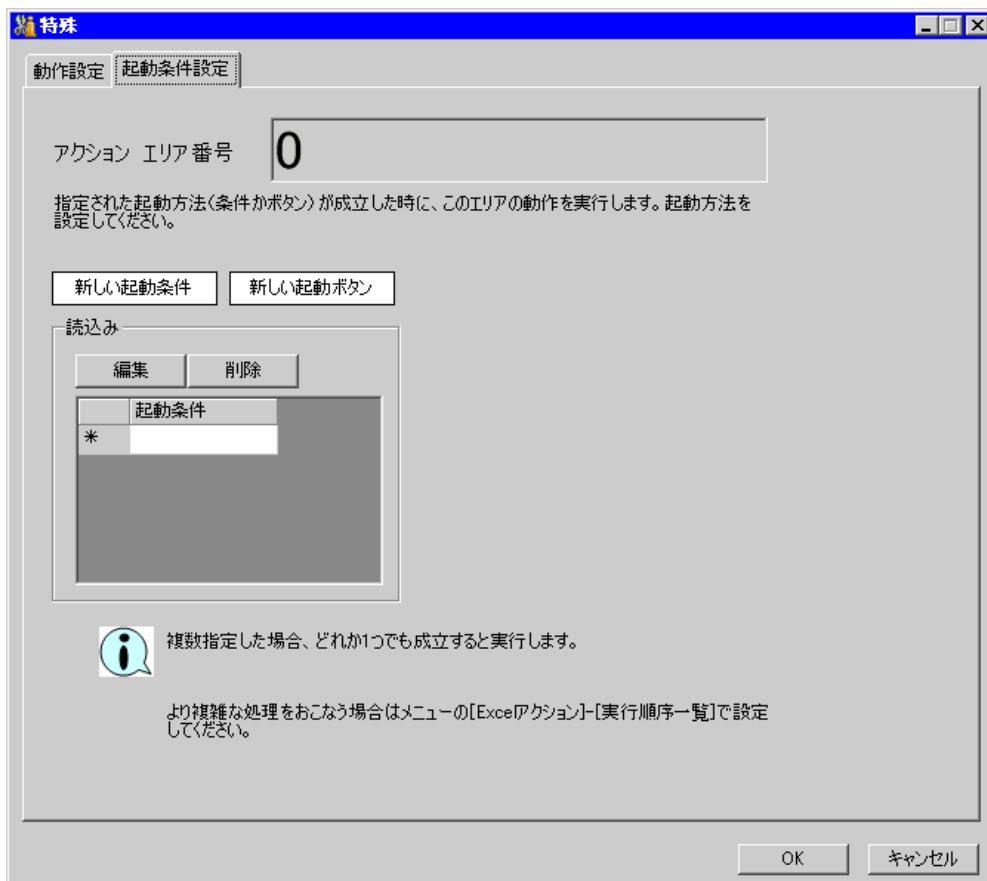 特殊
動作設定 起動条件設定
アクション エリア番号 0
指定された起動方法(条件かボタン)が成立した時に、このエリアの動作を実行します。起動方法を
設定してください。
新しい起動条件 新しい起動ボタン
読込み
編集 削除
起動条件
*
複数指定した場合、どれか1つでも成立すると実行します。
より複雑な処理をおこなう場合はメニューの[Excelアクション]-[実行順序一覧]で設定
してください。
OK キャンセル